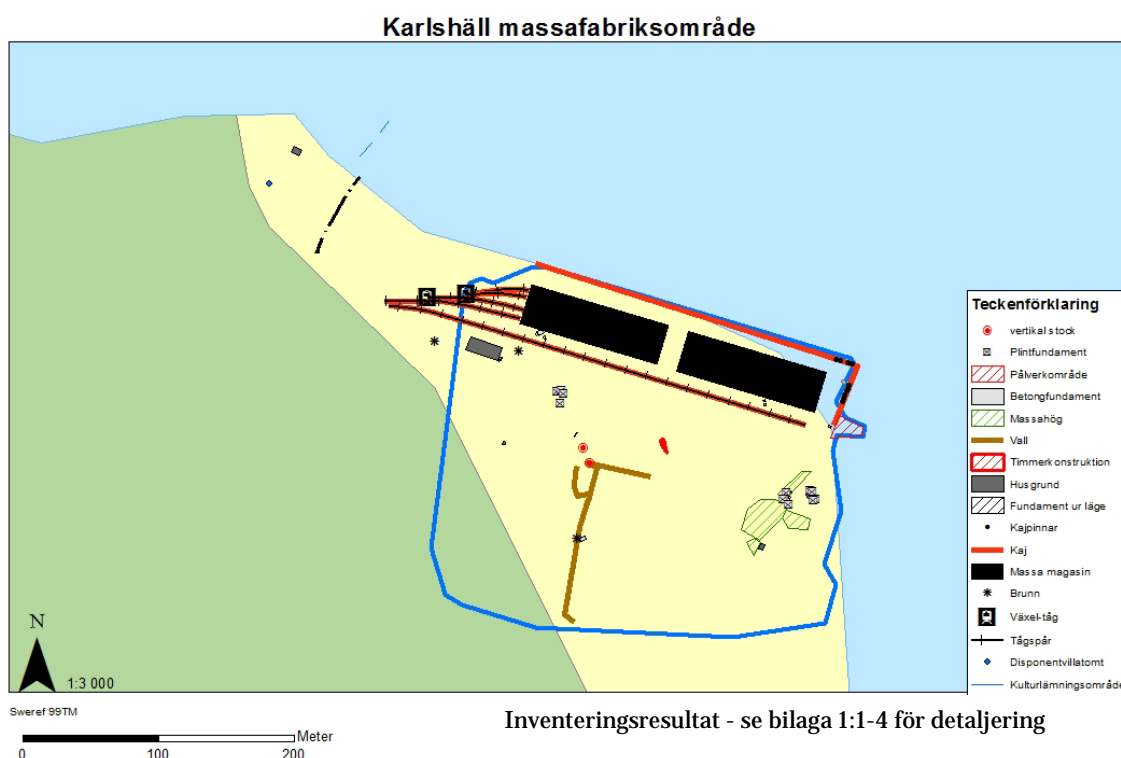 Karlshäll massafabriksområde
Teckenförklaring
vertikal stock
Plintfundament
Pålverkområde
Betongfundament
Massahög
Vall
Timmerkonstruktion
Husgrund
Fundament ur läge
Kajpinnar
Kaj
Massa magasin
Brunn
Växel-tåg
Tågspår
Disponentvillatomt
Kulturlämningsområde
N
1:3 000
Sweref 99TM
Inventeringsresultat - se bilaga 1:1-4 för detaljering
Meter
0 100 200